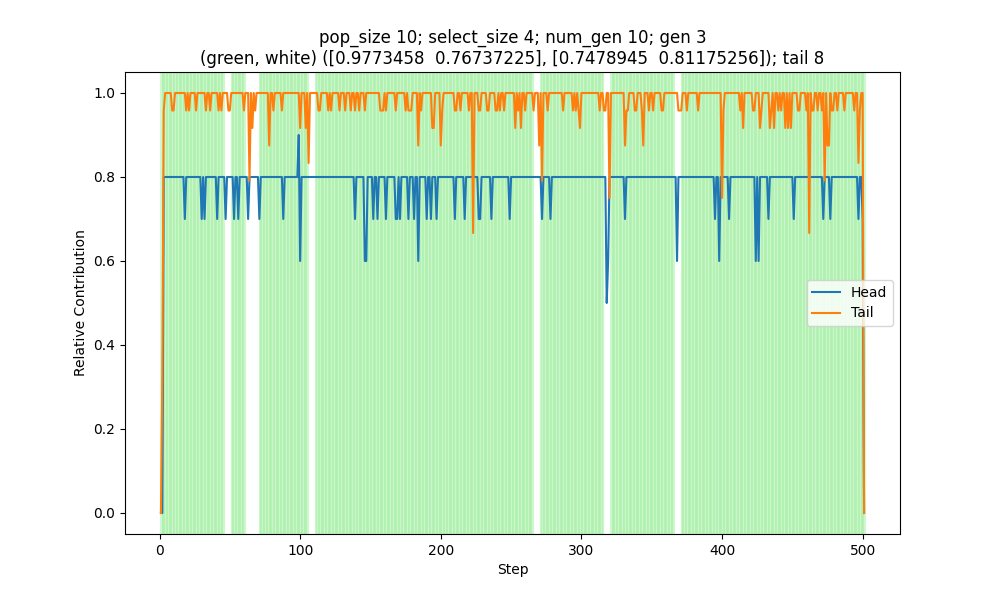 pop_size 10; select_size 4; num_gen 10; gen 3
(green, white) ([0.9773458  0.76737225], [0.7478945  0.81175256]); tail 8
1.0
0.8
0.6
0.4
0.2
0.0
Relative Contribution
Head
Tail
0
100
200
300
400
500
Step